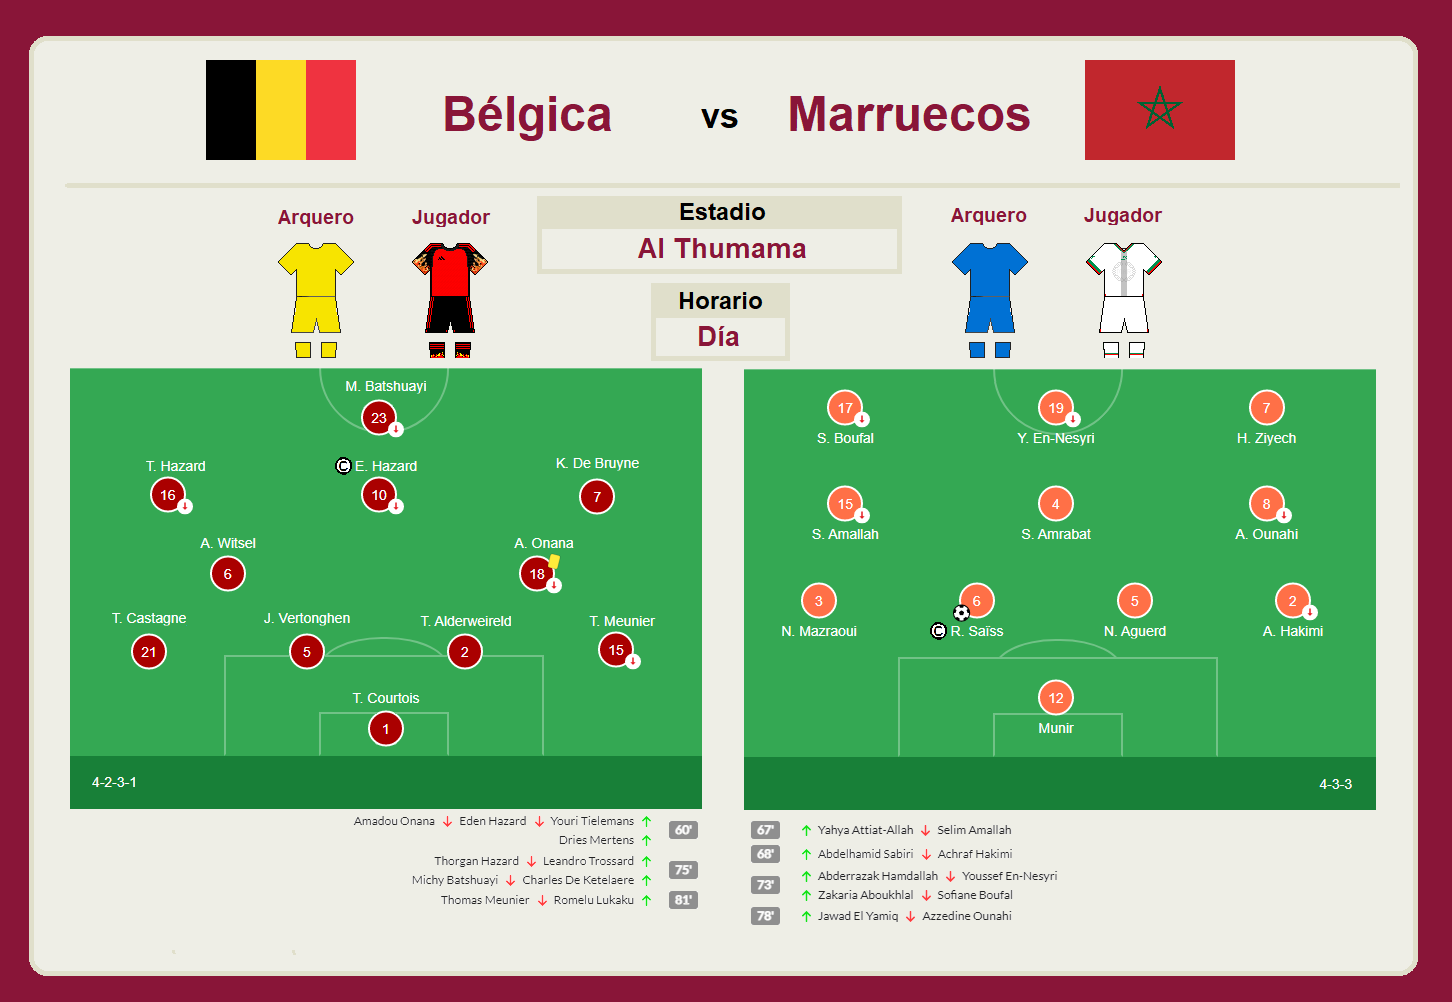 Bélgica vs Marruecos
Arquero Jugador
Estadio
Al Thumama
Horario
Día
Arquero Jugador
M. Batshuayi
23
T. Hazard
© E. Hazard
K. De Bruyne
16
10
7
A. Witsel
A. Onana
6
18
T. Castagne
J. Vertonghen
T. Alderweireld
T. Meunier
21
5
2
15
T. Courtois
1
4-2-3-1
17
19
7
S. Boufal
Y. En-Nesyri
H. Ziyech
15
4
8
S. Amallah
S. Amrabat
A. Ounahi
3
6
5
2
N. Mazraoui
© R. Saïss
N. Aguerd
A. Hakimi
12
Munir
4-3-3
Amadou Onana ↓ Eden Hazard ↓ Youri Tielemans ↑ 60'
Dries Mertens ↑
Thorgan Hazard ↓ Leandro Trossard ↑ 75'
Michy Batshuayi ↓ Charles De Ketelaere ↑
Thomas Meunier ↓ Romelu Lukaku ↑ 81'
67' ↑ Yahya Attiat-Allah ↓ Selim Amallah
68' ↑ Abdelhamid Sabiri ↓ Achraf Hakimi
73' ↑ Abderrazak Hamdallah ↓ Youssef En-Nesyri
↑ Zakaria Aboukhlal ↓ Sofiane Boufal
78' ↑ Jawad El Yamiq ↓ Azzedine Ounahi